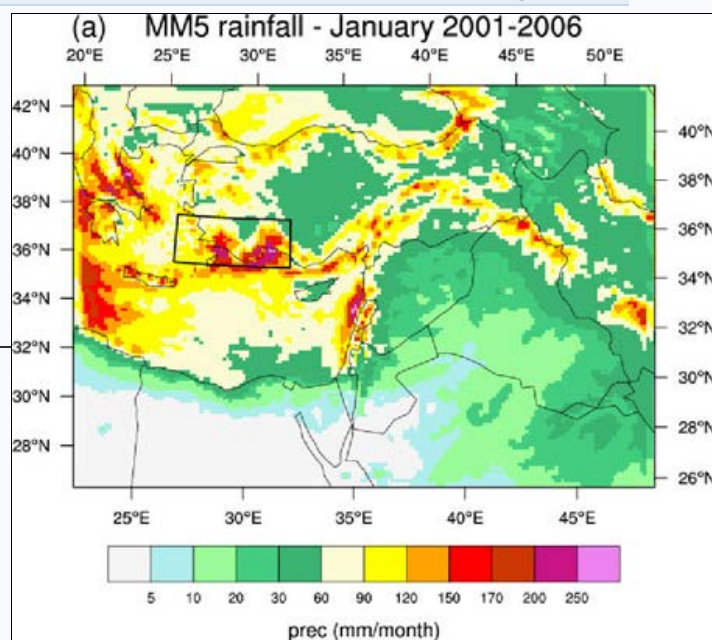 (a) MM5 rainfall - January 2001-2006
20°E 25°E 30°E 35°E 40°E 45°E 50°E
42°N 40°N
40°N 38°N
38°N 36°N
36°N 34°N
34°N 32°N
32°N 30°N
30°N 28°N
28°N 26°N
25°E 30°E 35°E 40°E 45°E
5 10 20 30 60 90 120 150 170 200 250
prec (mm/month)